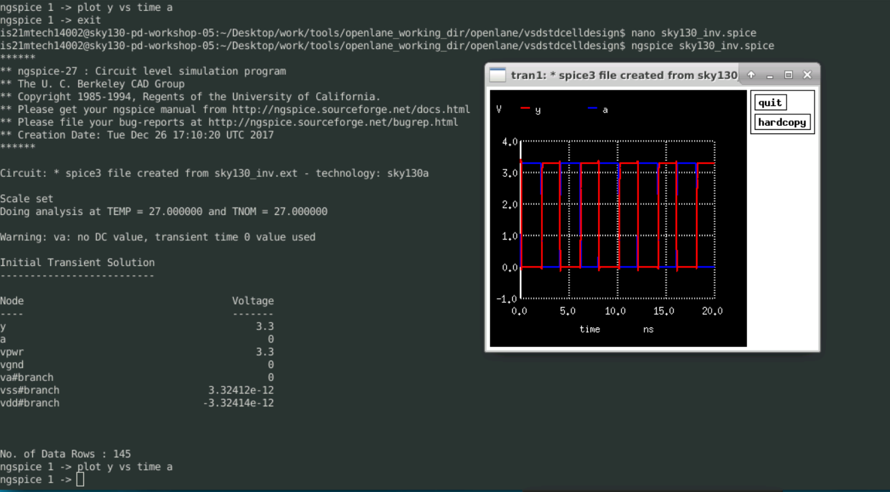 ngspice 1 -> plot y vs time a
ngspice 1 -> exit
is21mtech14002@sky130-pd-workshop-05:~/Desktop/work/tools/openlane_working_dir/openlane/vsdstdcelldesign$ nano sky130_inv.spice
is21mtech14002@sky130-pd-workshop-05:~/Desktop/work/tools/openlane_working_dir/openlane/vsdstdcelldesign$ ngspice sky130_inv.spice
******
** ngspice-27 : Circuit level simulation program
** The U. C. Berkeley CAD Group
** Copyright 1985-1994, Regents of the University of California.
** Please get your ngspice manual from http://ngspice.sourceforge.net/docs.html
** Please file your bug-reports at http://ngspice.sourceforge.net/bugrep.html
** Creation Date: Tue Dec 26 17:10:20 UTC 2017
******
Circuit: * spice3 file created from sky130_inv.ext - technology: sky130a
Scale set
Doing analysis at TEMP = 27.000000 and TNOM = 27.000000
Warning: va: no DC value, transient time 0 value used
Initial Transient Solution
--------------------------
Node Voltage
---- -------
y 3.3
a 0
vpwr 3.3
vgnd 0
va#branch 0
vss#branch 3.32412e-12
vdd#branch -3.32414e-12
No. of Data Rows : 145
ngspice 1 -> plot y vs time a
ngspice 1 ->
tran1: * spice3 file created from sky130
quit
hardcopy
V y a
4.0
3.0
2.0
1.0
0.0
-1.0
0.0 5.0 10.0 15.0 20.0
time ns